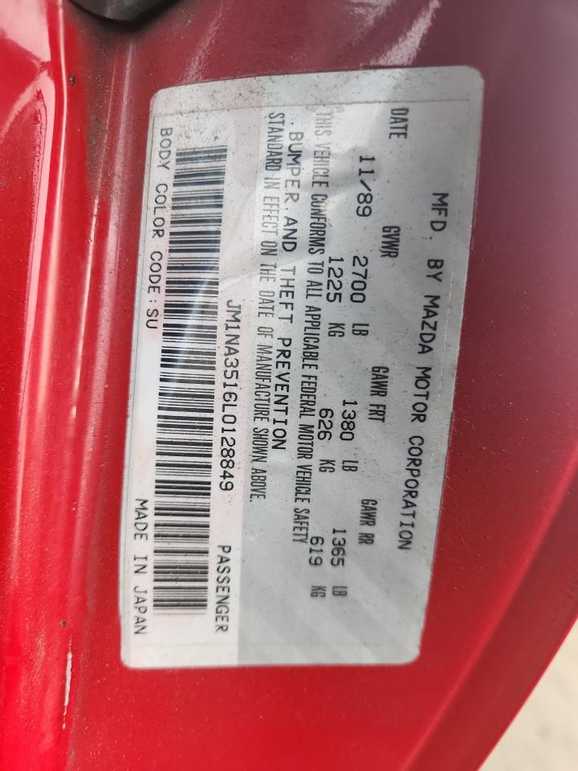 MFD. BY MAZDA MOTOR CORPORATION
DATE GVWR GAWR FRT GAWR RR
11/89 2700 LB 1380 LB 1365 LB
1225 KG 626 KG 619 KG
THIS VEHICLE CONFORMS TO ALL APPLICABLE FEDERAL MOTOR VEHICLE SAFETY
, BUMPER, AND THEFT PREVENTION
STANDARD IN EFFECT ON THE DATE OF MANUFACTURE SHOWN ABOVE.
JM1NA3516L0128849 PASSENGER
BODY COLOR CODE:SU MADE IN JAPAN